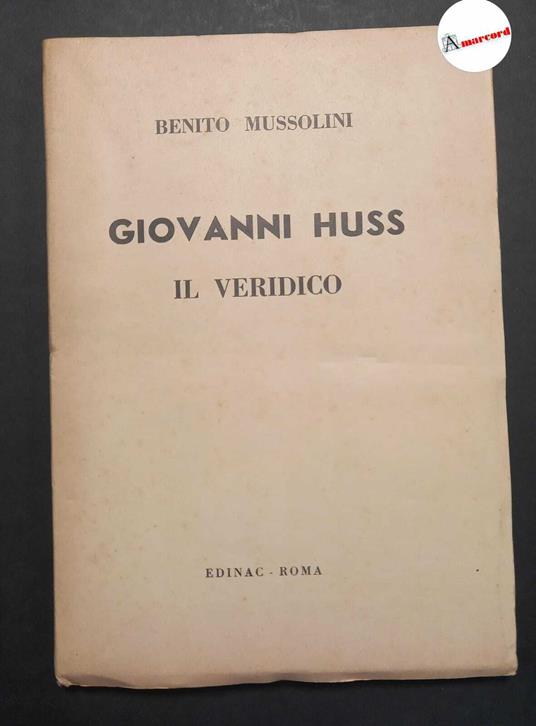 Amarcord
BENITO MUSSOLINI
GIOVANNI HUSS
IL VERIDICO
EDINAC - ROMA